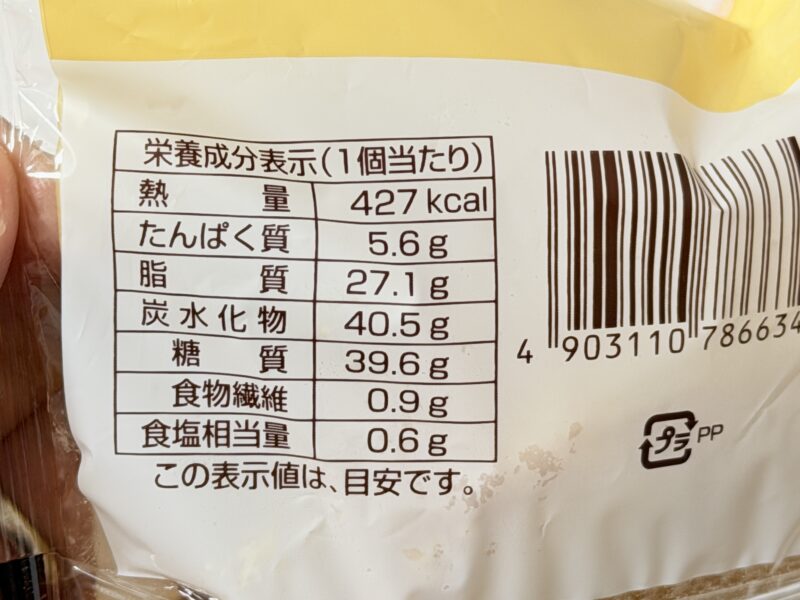 栄養成分表示(1個当たり)
熱量 427 kcal
たんぱく質 5.6 g
脂質 27.1 g
炭水化物 40.5 g
糖質 39.6 g
食物繊維 0.9 g
食塩相当量 0.6 g
この表示値は、目安です。
4 903110 786634
プラ PP